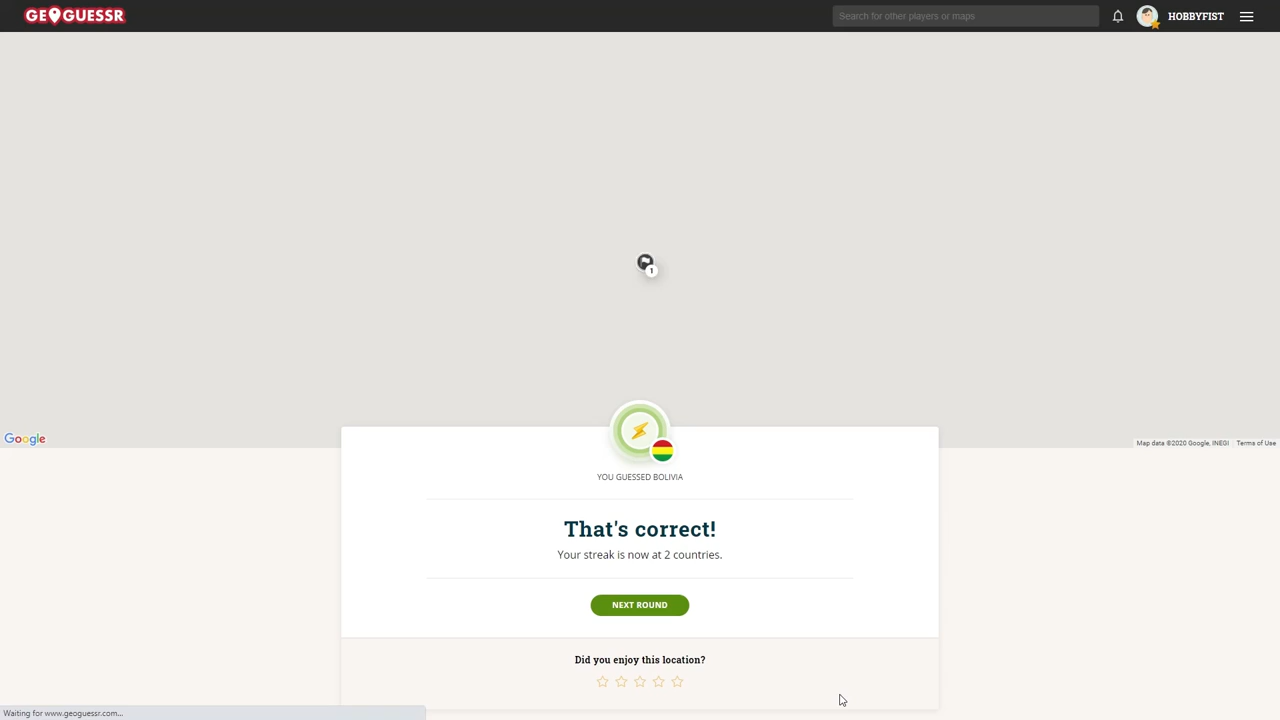 GEOGUESSR
Search for other players or maps
HOBBYFIST
1
Google
Map data ©2020 Google, INEGI
Terms of Use
YOU GUESSED BOLIVIA
That's correct!
Your streak is now at 2 countries.
NEXT ROUND
Did you enjoy this location?
Waiting for www.geoguessr.com...